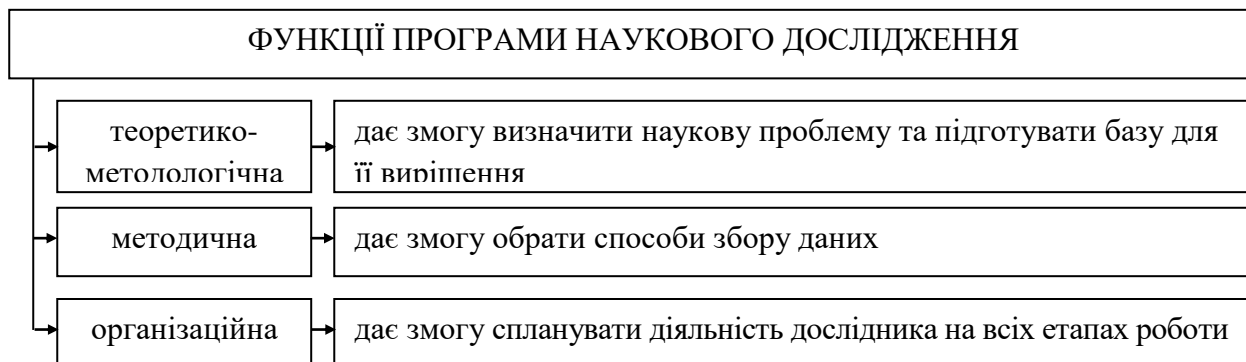 ФУНКЦІЇ ПРОГРАМИ НАУКОВОГО ДОСЛІДЖЕННЯ
теоретико-
методологічна
дає змогу визначити наукову проблему та підготувати базу для
її вирішення
методична
дає змогу обрати способи збору даних
організаційна
дає змогу спланувати діяльність дослідника на всіх етапах роботи